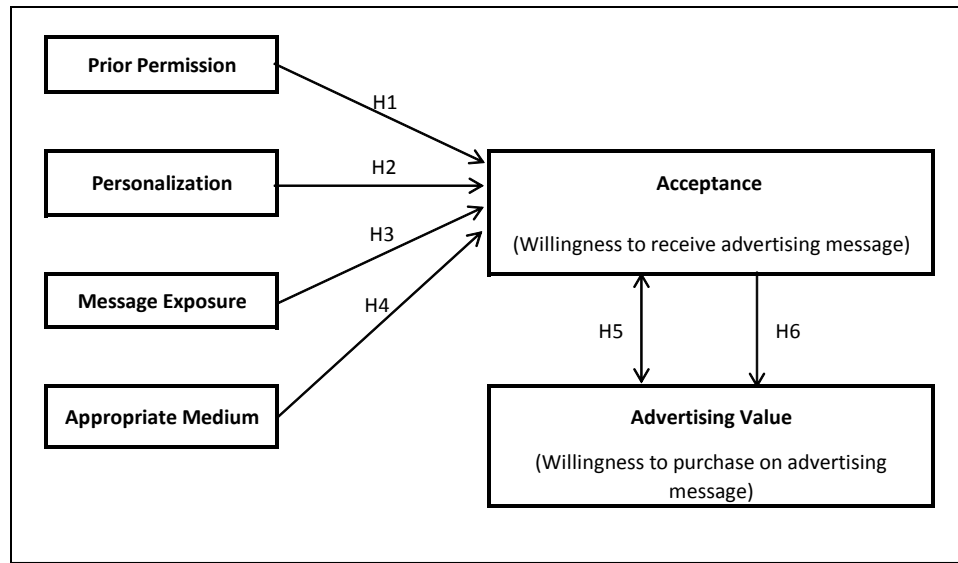 Prior Permission
H1
Personalization
H2
Acceptance
(Willingness to receive advertising message)
H3
Message Exposure
H4
H5
H6
Appropriate Medium
Advertising Value
(Willingness to purchase on advertising
message)